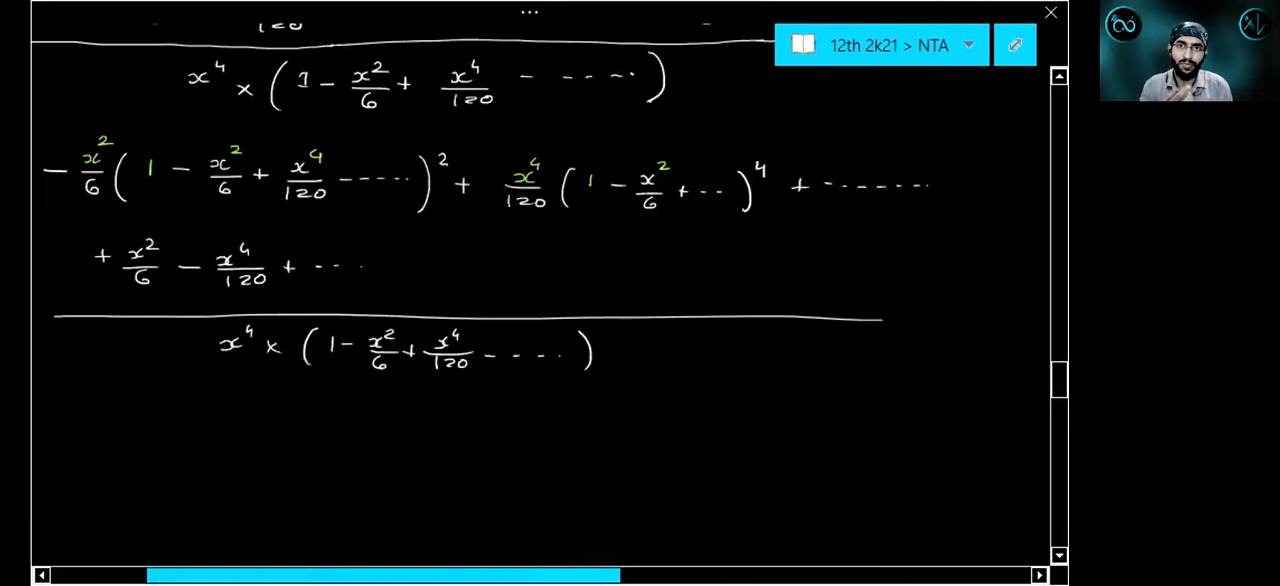 120
12th 2k21 > NTA
x⁴ × (1 - x²/6 + x⁴/120 - -----)
- x²/6 (1 - x²/6 + x⁴/120 -----)² + x⁴/120 (1 - x²/6 + ...)⁴ + -------
+ x²/6 - x⁴/120 + ----
x⁴ × (1 - x²/6 + x⁴/120 - ----)